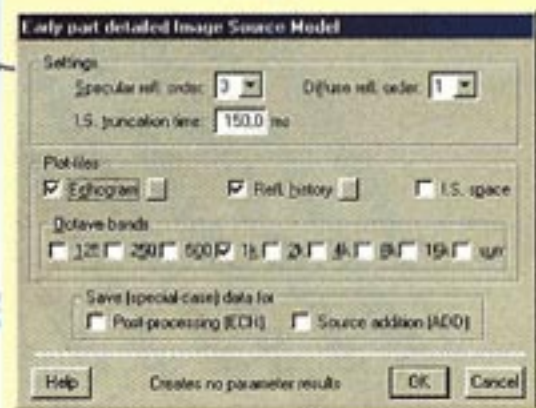 Early part detailed Image Source Model
Settings
Specular refl. order: 3 Diffuse refl. order: 1
I.S. truncation time: 150.0 ms
Plot-files
Echogram Refl. history I.S. space
Octave bands
125 250 500 1k 2k 4k 8k 16k sum
Save (special-case) data for
Post-processing (ECH) Source addition (ADD)
Help Creates no parameter results OK Cancel